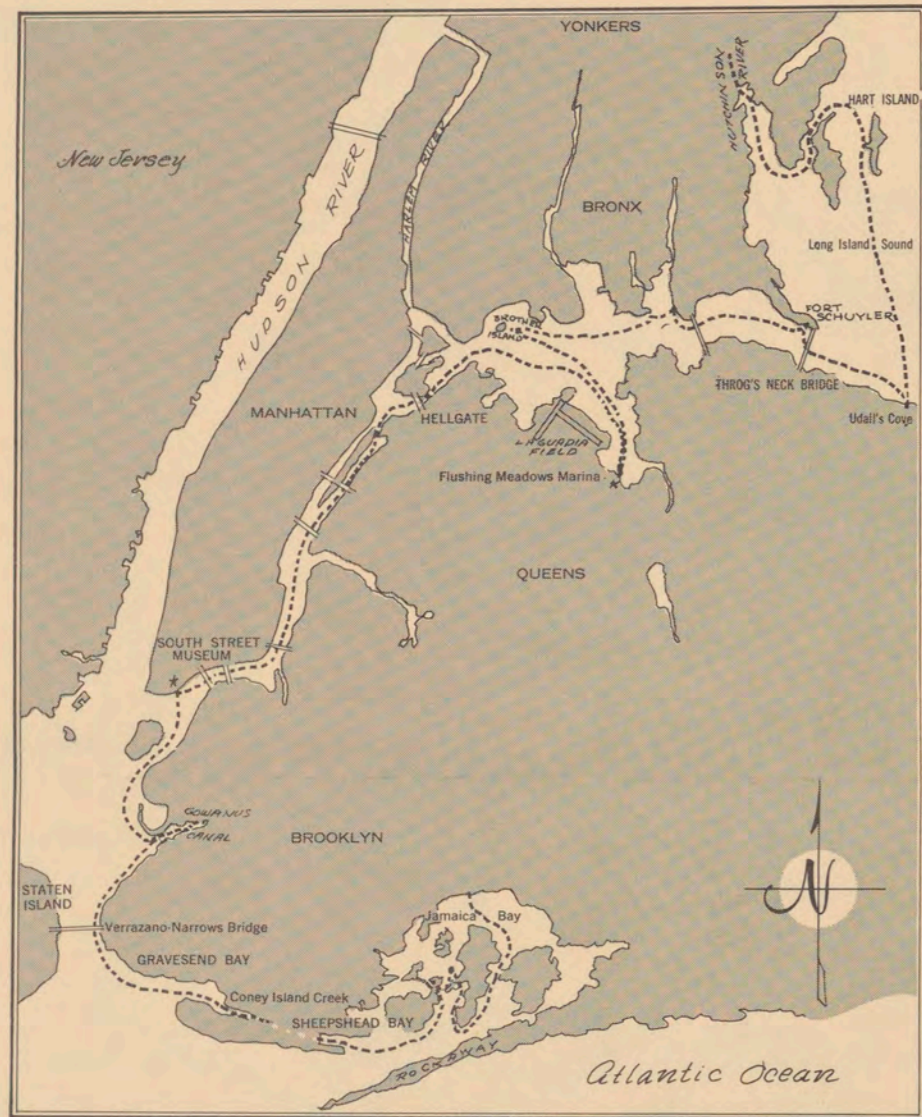 YONKERS
HUTCHINSON
RIVER
HART ISLAND
New Jersey
HARLEM RIVER
HUDSON RIVER
BRONX
Long Island Sound
BROTHER
ISLAND
FORT
SCHUYLER
THROG'S NECK BRIDGE
MANHATTAN
HELLGATE
Udall's Cove
LAGUARDIA
FIELD
Flushing Meadows Marina
QUEENS
SOUTH STREET
MUSEUM
GOWANUS
CANAL
BROOKLYN
N
STATEN
ISLAND
Verrazano-Narrows Bridge
Jamaica Bay
GRAVESEND BAY
Coney Island Creek
SHEEPSHEAD BAY
ROCKAWAY
Atlantic Ocean